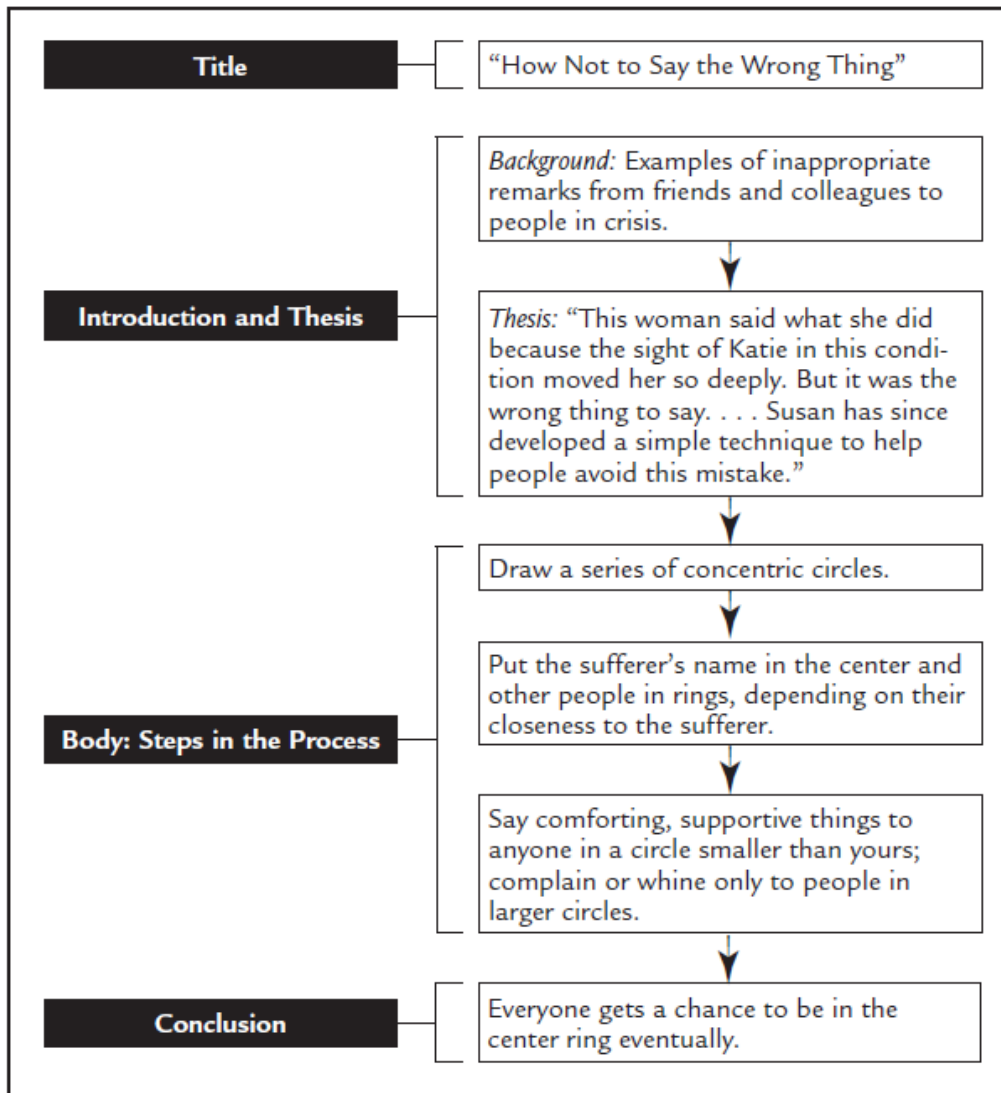 Title
“How Not to Say the Wrong Thing”
Introduction and Thesis
Background: Examples of inappropriate
remarks from friends and colleagues to
people in crisis.
Thesis: “This woman said what she did
because the sight of Katie in this condi-
tion moved her so deeply. But it was the
wrong thing to say. . . . Susan has since
developed a simple technique to help
people avoid this mistake.”
Body: Steps in the Process
Draw a series of concentric circles.
Put the sufferer’s name in the center and
other people in rings, depending on their
closeness to the sufferer.
Say comforting, supportive things to
anyone in a circle smaller than yours;
complain or whine only to people in
larger circles.
Conclusion
Everyone gets a chance to be in the
center ring eventually.